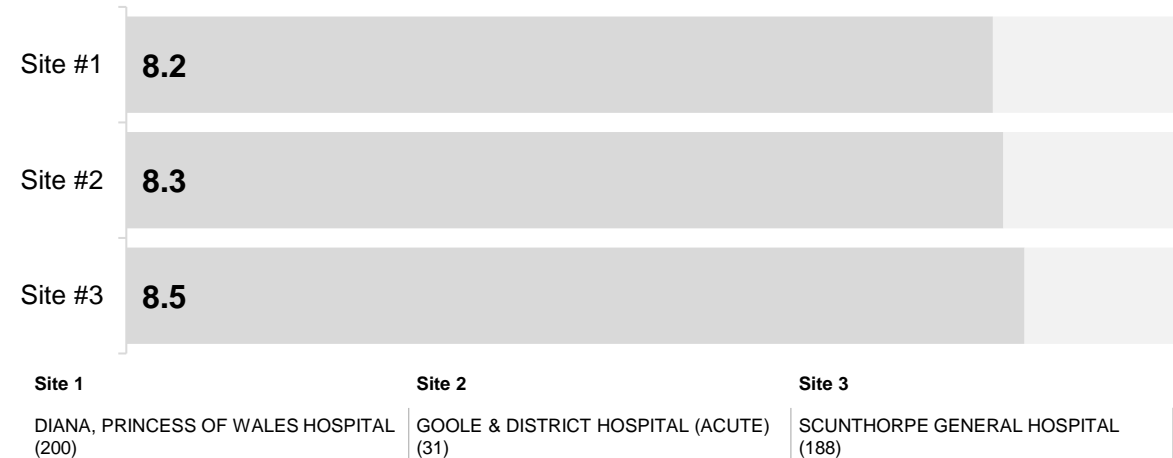 Site #1
8.2
Site #2
8.3
Site #3
8.5
Site 1
Site 2
Site 3
DIANA, PRINCESS OF WALES HOSPITAL
(200)
GOOLE & DISTRICT HOSPITAL (ACUTE)
(31)
SCUNTHORPE GENERAL HOSPITAL
(188)